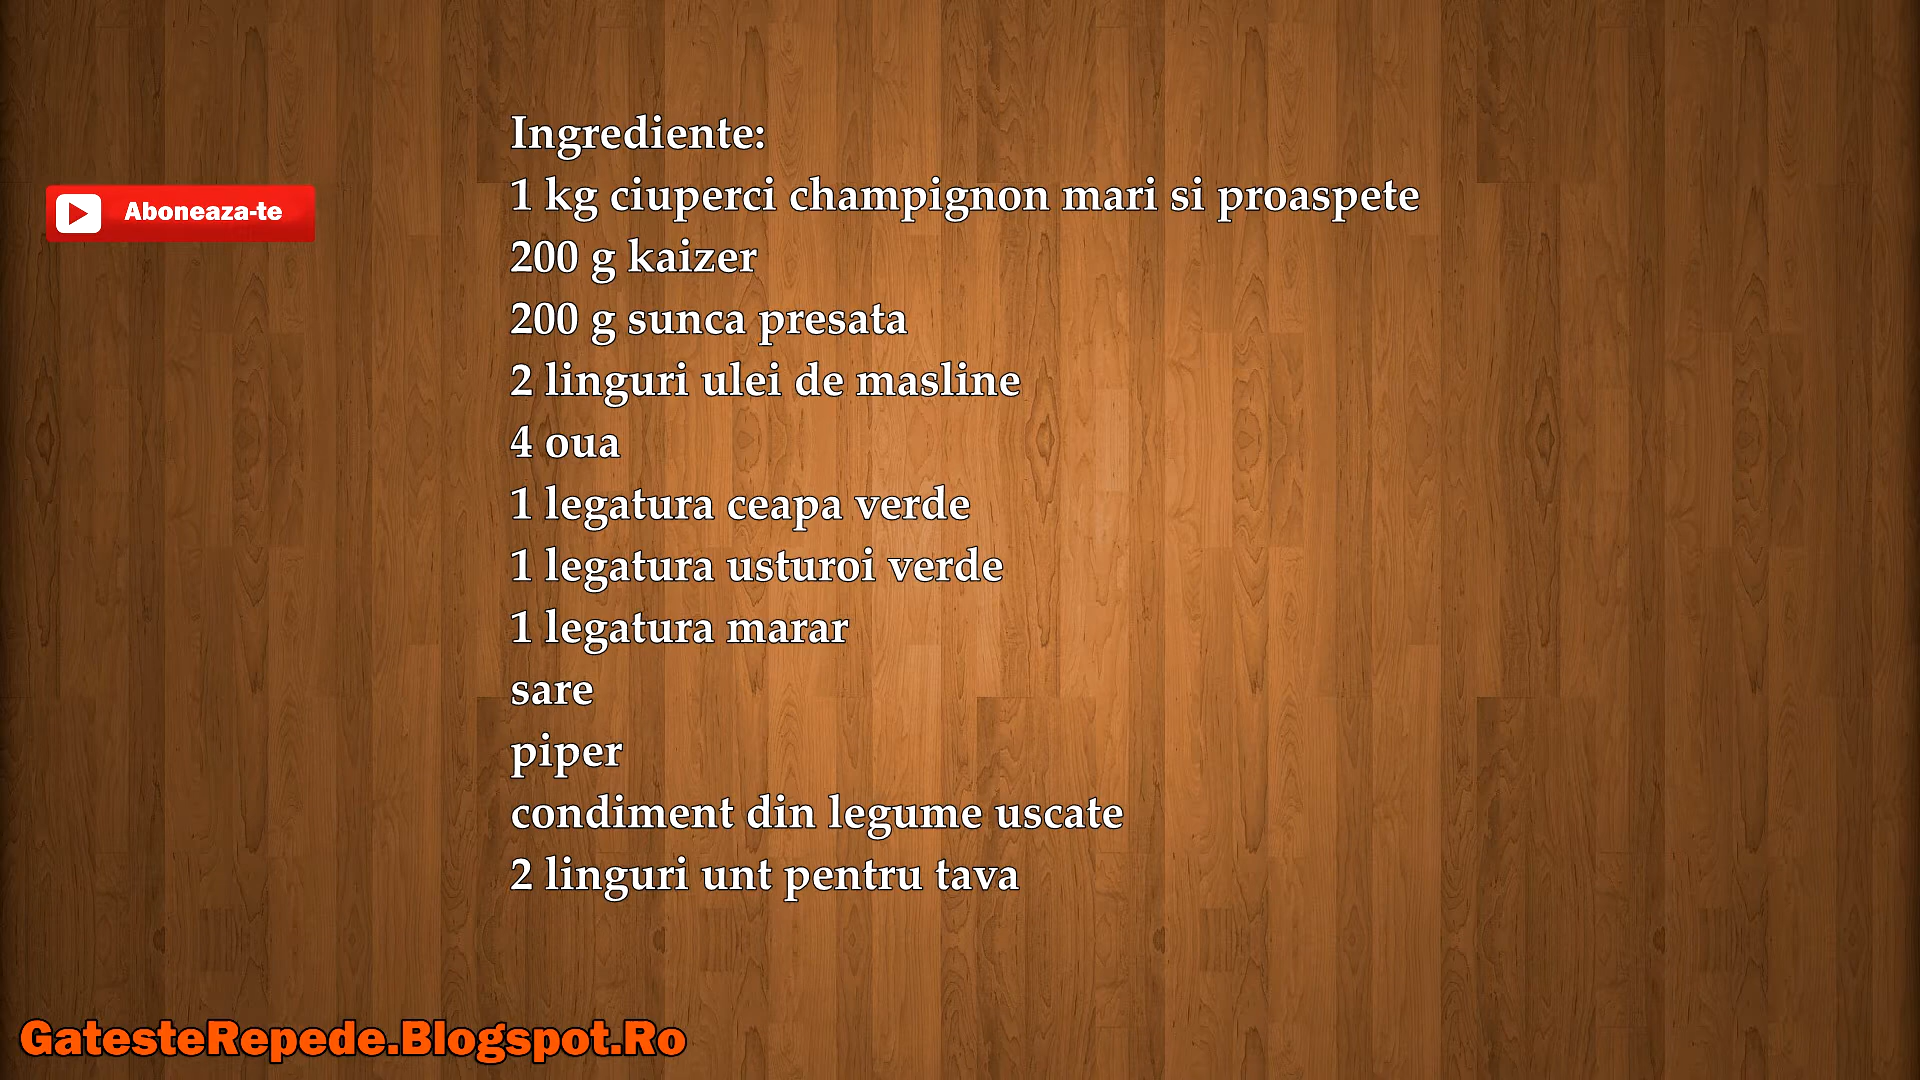 Ingrediente:
1 kg ciuperci champignon mari si proaspete
Aboneaza-te
200 g kaizer
200 g sunca presata
2 linguri ulei de masline
4 oua
1 legatura ceapa verde
1 legatura usturoi verde
1 legatura marar
sare
piper
condiment din legume uscate
2 linguri unt pentru tava
GatesteRepede.Blogspot.Ro